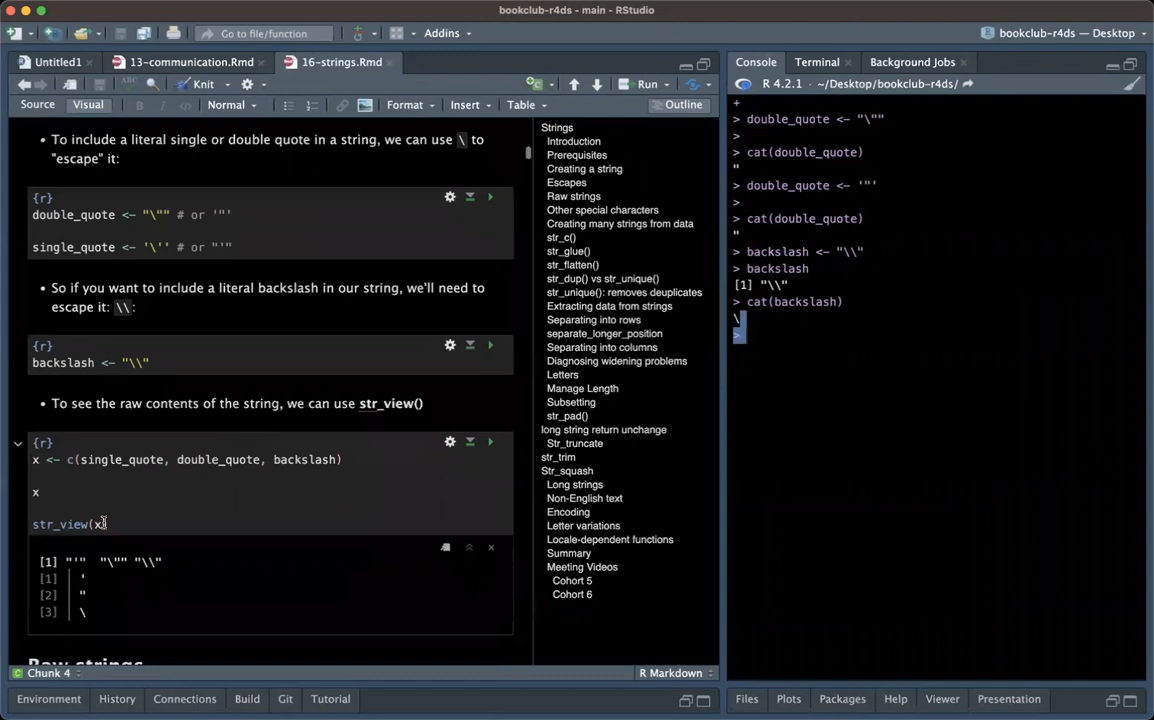 bookclub-r4ds - main - RStudio
Go to file/function
Addins
bookclub-r4ds — Desktop
Untitled1
13-communication.Rmd
16-strings.Rmd
Knit
Run
Source
Visual
B
I
Normal
Format
Insert
Table
Outline
• To include a literal single or double quote in a string, we can use \ to
"escape" it:
{r}
double_quote <- "\"" # or '"'
single_quote <- '\'' # or "'"
• So if you want to include a literal backslash in our string, we'll need to
escape it: \\:
{r}
backslash <- "\\"
• To see the raw contents of the string, we can use str_view()
{r}
x <- c(single_quote, double_quote, backslash)
x
str_view(x)
[1] "'" "\"" "\\"
[1] │ '
[2] │ "
[3] │ \
Raw strings
Chunk 4
R Markdown
Strings
Introduction
Prerequisites
Creating a string
Escapes
Raw strings
Other special characters
Creating many strings from data
str_c()
str_glue()
str_flatten()
str_dup() vs str_unique()
str_unique(): removes deuplicates
Extracting data from strings
Separating into rows
separate_longer_position
Separating into columns
Diagnosing widening problems
Letters
Manage Length
Subsetting
str_pad()
long string return unchange
Str_truncate
str_trim
Str_squash
Long strings
Non-English text
Encoding
Letter variations
Locale-dependent functions
Summary
Meeting Videos
Cohort 5
Cohort 6
Console
Terminal
Background Jobs
R 4.2.1 · ~/Desktop/bookclub-r4ds/
+
> double_quote <- "\""
>
> cat(double_quote)
"
> double_quote <- '"'
>
> cat(double_quote)
"
> backslash <- "\\"
> backslash
[1] "\\"
> cat(backslash)
\
>
Environment
History
Connections
Build
Git
Tutorial
Files
Plots
Packages
Help
Viewer
Presentation